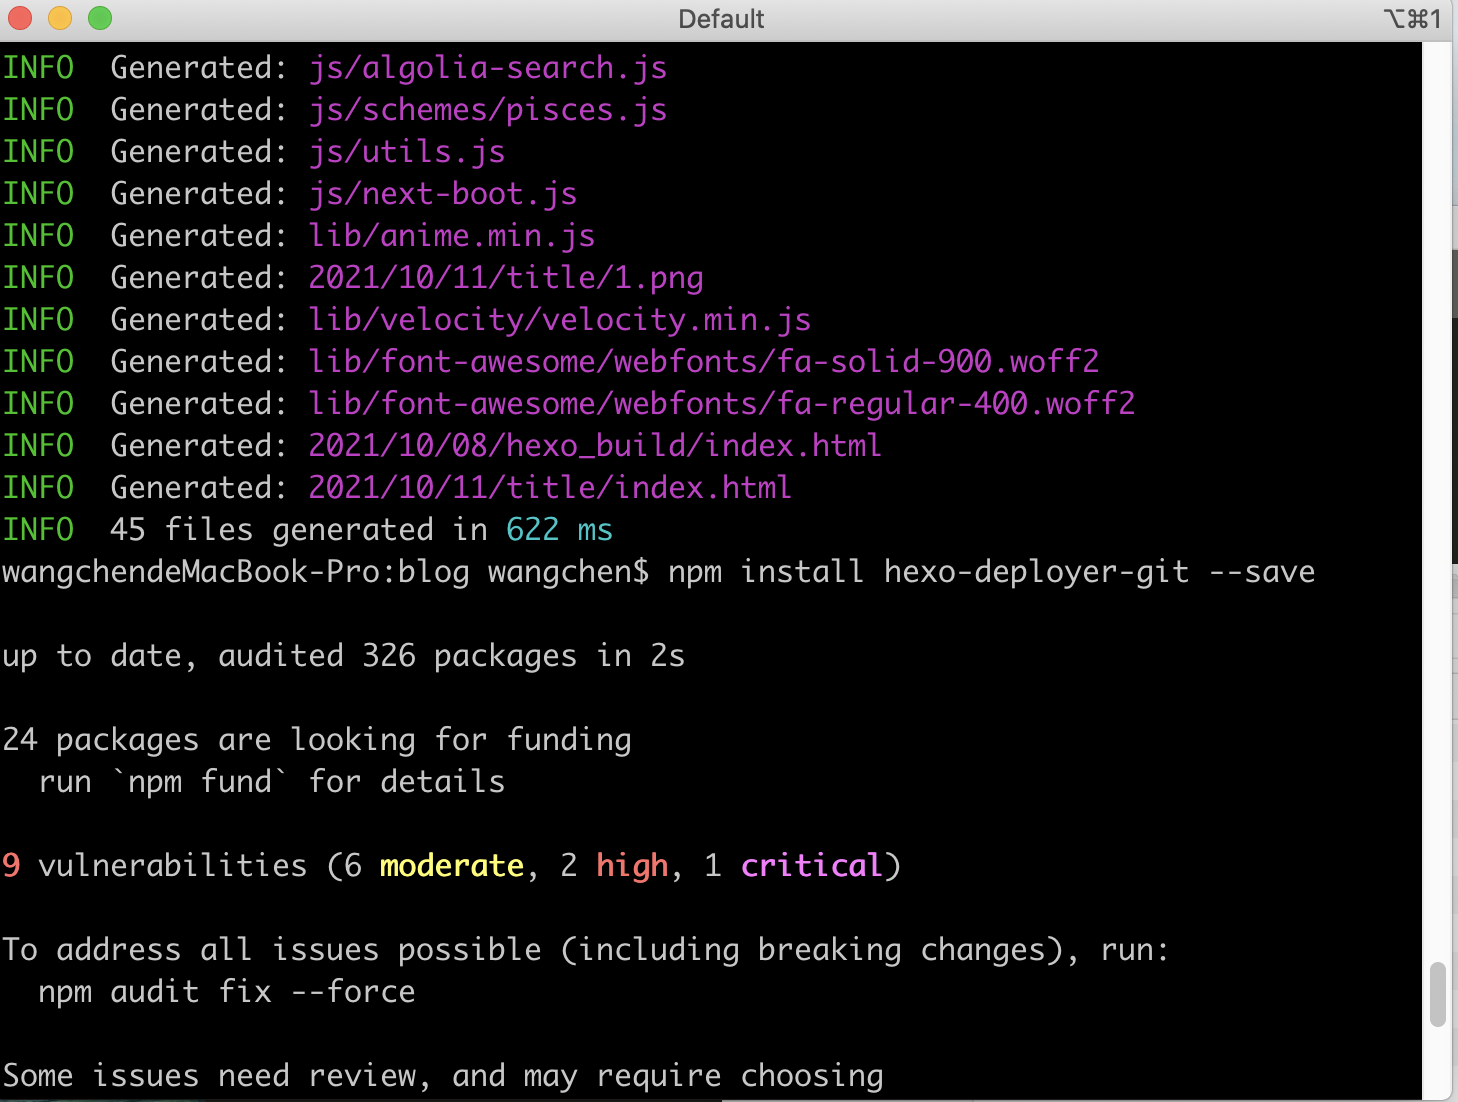 Default
⌥⌘1
INFO  Generated: js/algolia-search.js
INFO  Generated: js/schemes/pisces.js
INFO  Generated: js/utils.js
INFO  Generated: js/next-boot.js
INFO  Generated: lib/anime.min.js
INFO  Generated: 2021/10/11/title/1.png
INFO  Generated: lib/velocity/velocity.min.js
INFO  Generated: lib/font-awesome/webfonts/fa-solid-900.woff2
INFO  Generated: lib/font-awesome/webfonts/fa-regular-400.woff2
INFO  Generated: 2021/10/08/hexo_build/index.html
INFO  Generated: 2021/10/11/title/index.html
INFO  45 files generated in 622 ms
wangchendeMacBook-Pro:blog wangchen$ npm install hexo-deployer-git --save
up to date, audited 326 packages in 2s
24 packages are looking for funding
  run `npm fund` for details
9 vulnerabilities (6 moderate, 2 high, 1 critical)
To address all issues possible (including breaking changes), run:
  npm audit fix --force
Some issues need review, and may require choosing